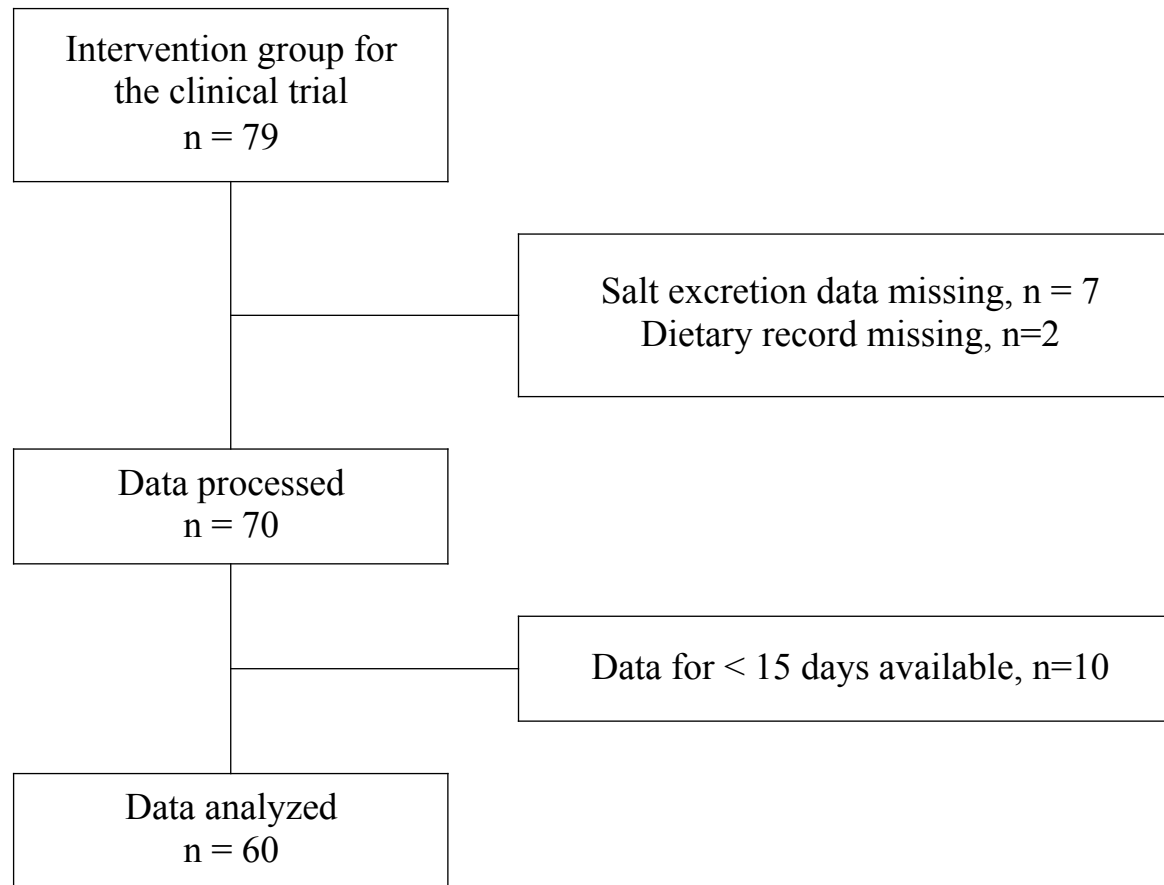 Intervention group for
the clinical trial
n = 79
Salt excretion data missing, n = 7
Dietary record missing, n=2
Data processed
n = 70
Data for < 15 days available, n=10
Data analyzed
n = 60